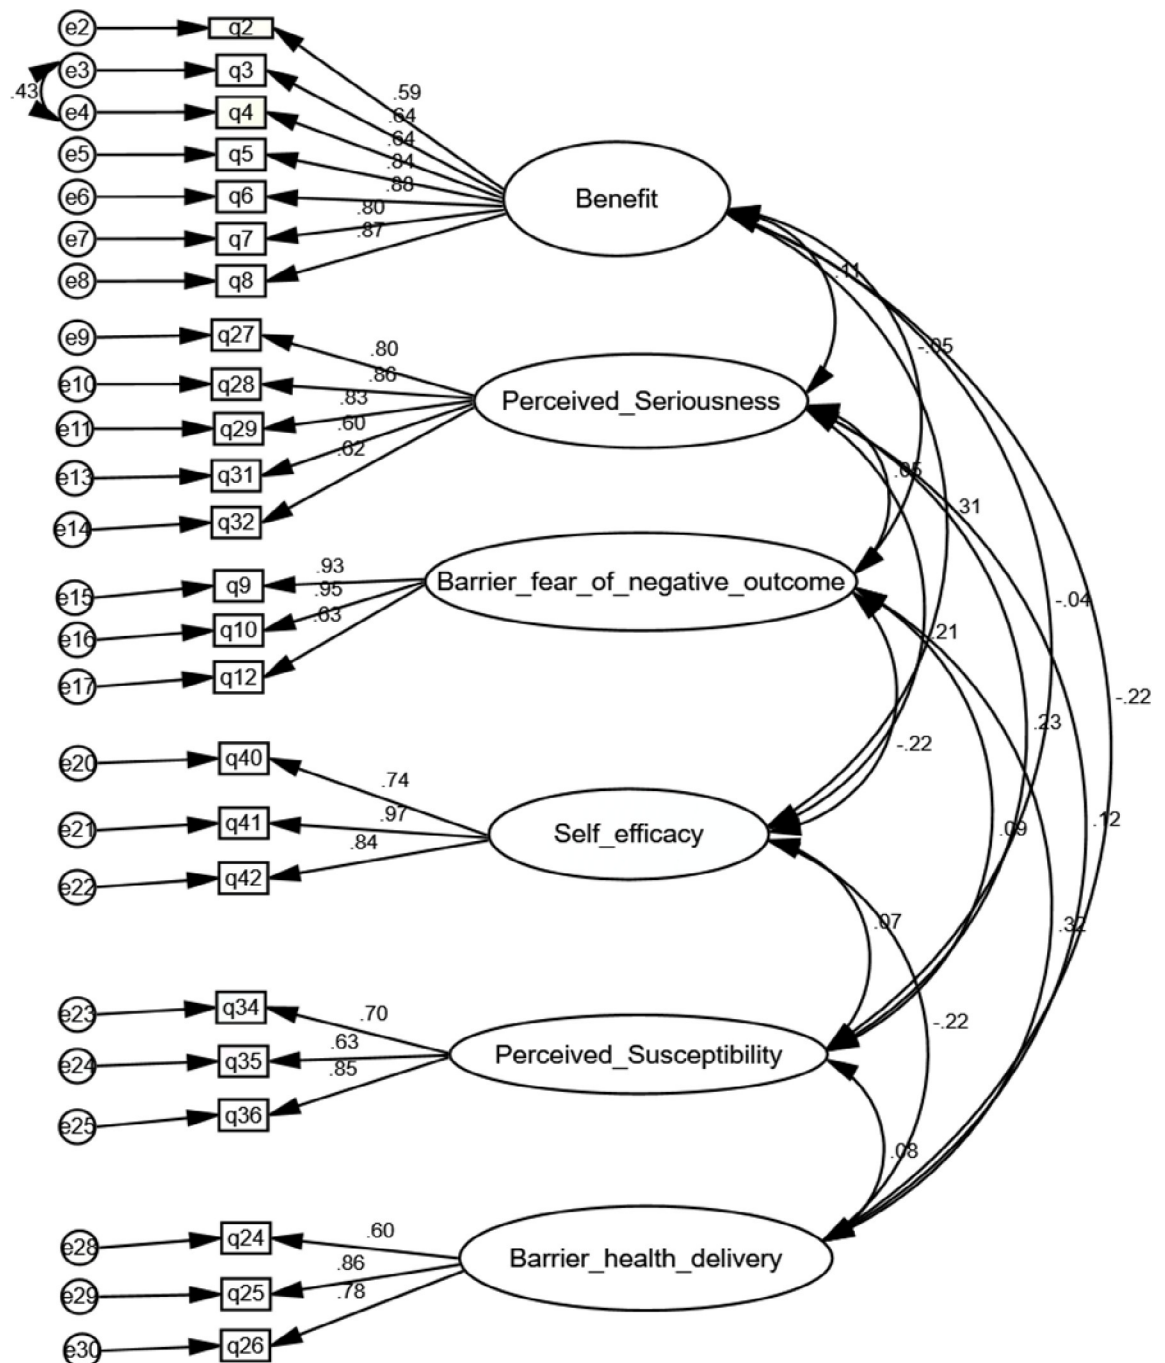 e2 q2
e3 q3
.43
e4 q4
e5 q5
e6 q6
e7 q7
e8 q8
.59
.64
.64
.84
.88
.80
.87
Benefit
e9 q27
e10 q28
e11 q29
e13 q31
e14 q32
.80
.86
.83
.60
.62
Perceived_Seriousness
e15 q9
e16 q10
e17 q12
.93
.95
.63
Barrier_fear_of_negative_outcome
e20 q40
e21 q41
e22 q42
.74
.97
.84
Self_efficacy
e23 q34
e24 q35
e25 q36
.70
.63
.85
Perceived_Susceptibility
e28 q24
e29 q25
e30 q26
.60
.86
.78
Barrier_health_delivery
.11
-.05
.05
.31
-.04
.21
-.22
.23
-.22
.12
.09
.07
.32
-.22
.08